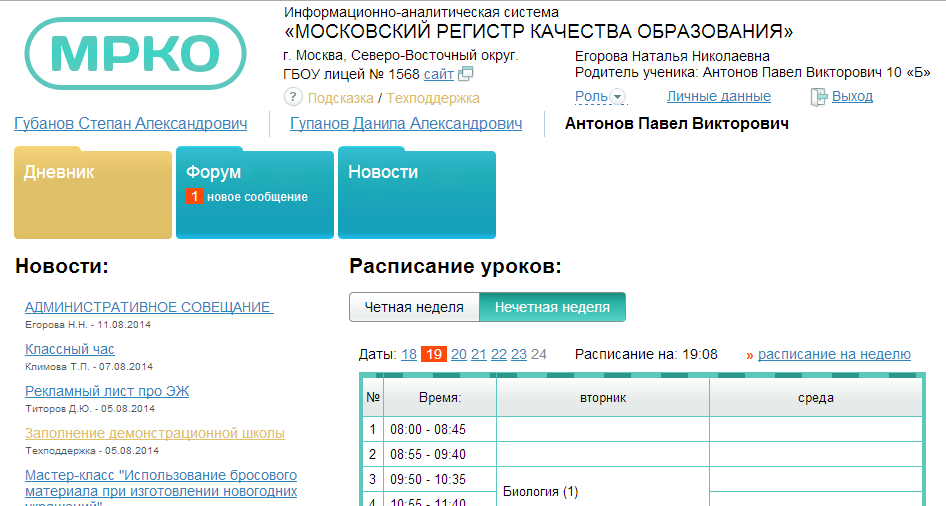 МРКО
Информационно-аналитическая система
«МОСКОВСКИЙ РЕГИСТР КАЧЕСТВА ОБРАЗОВАНИЯ»
г. Москва, Северо-Восточный округ.
ГБОУ лицей № 1568 сайт
? Подсказка / Техподдержка
Егорова Наталья Николаевна
Родитель ученика: Антонов Павел Викторович 10 «Б»
Роль Личные данные Выход
Губанов Степан Александрович Гупанов Данипа Александрович Антонов Павел Викторович
Дневник Форум Новости
1 новое сообщение
Новости:
АДМИНИСТРАТИВНОЕ СОВЕЩАНИЕ
Егорова Н.Н. - 11.08.2014
Классный час
Климова Т.П. - 07.08.2014
Рекламный лист про ЭЖ
Титоров Д.Ю. - 05.08.2014
Заполнение демонстрационной школы
Техподдержка - 05.08.2014
Мастер-класс "Использование бросового
материала при изготовлении новогодних
украшений"
Расписание уроков:
Четная неделя Нечетная неделя
Даты: 18 19 20 21 22 23 24 Расписание на: 19:08 » расписание на неделю
№ Время: вторник среда
1 08:00 - 08:45
2 08:55 - 09:40
3 09:50 - 10:35
Биология (1)
4 10:55 - 11:40